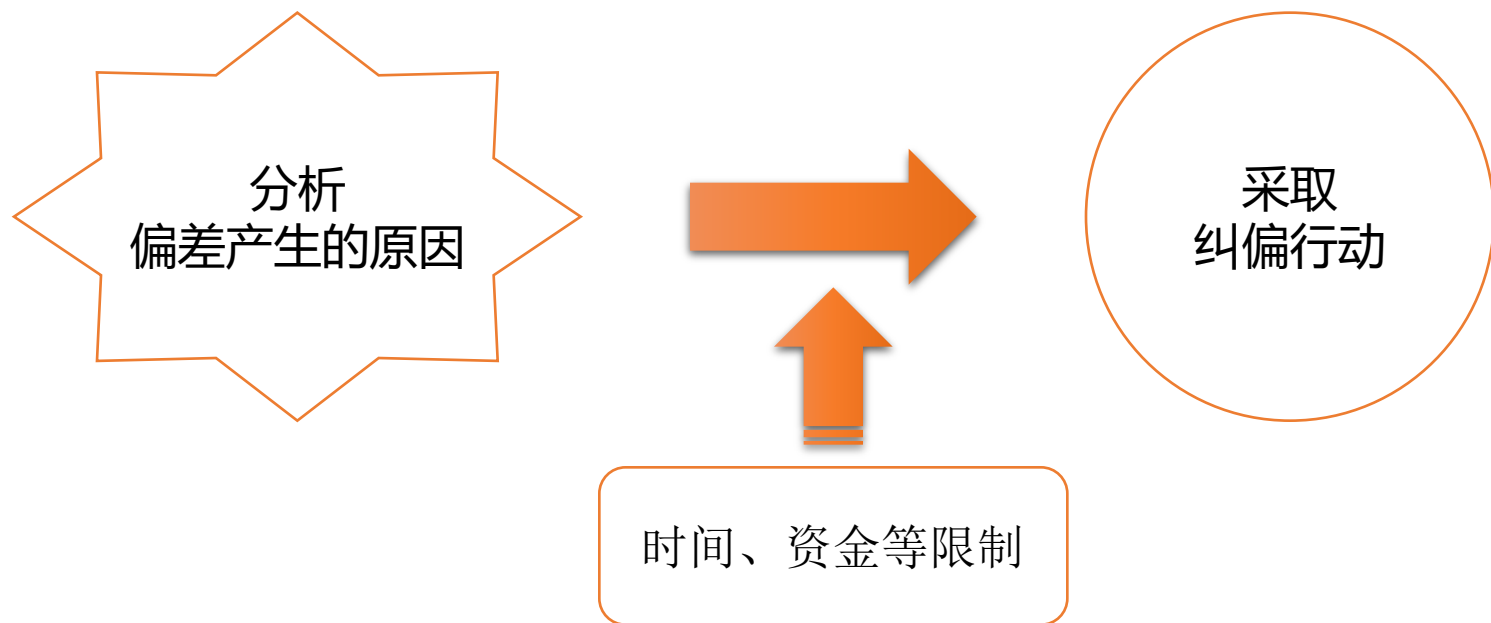 分析
偏差产生的原因
采取
纠偏行动
时间、资金等限制